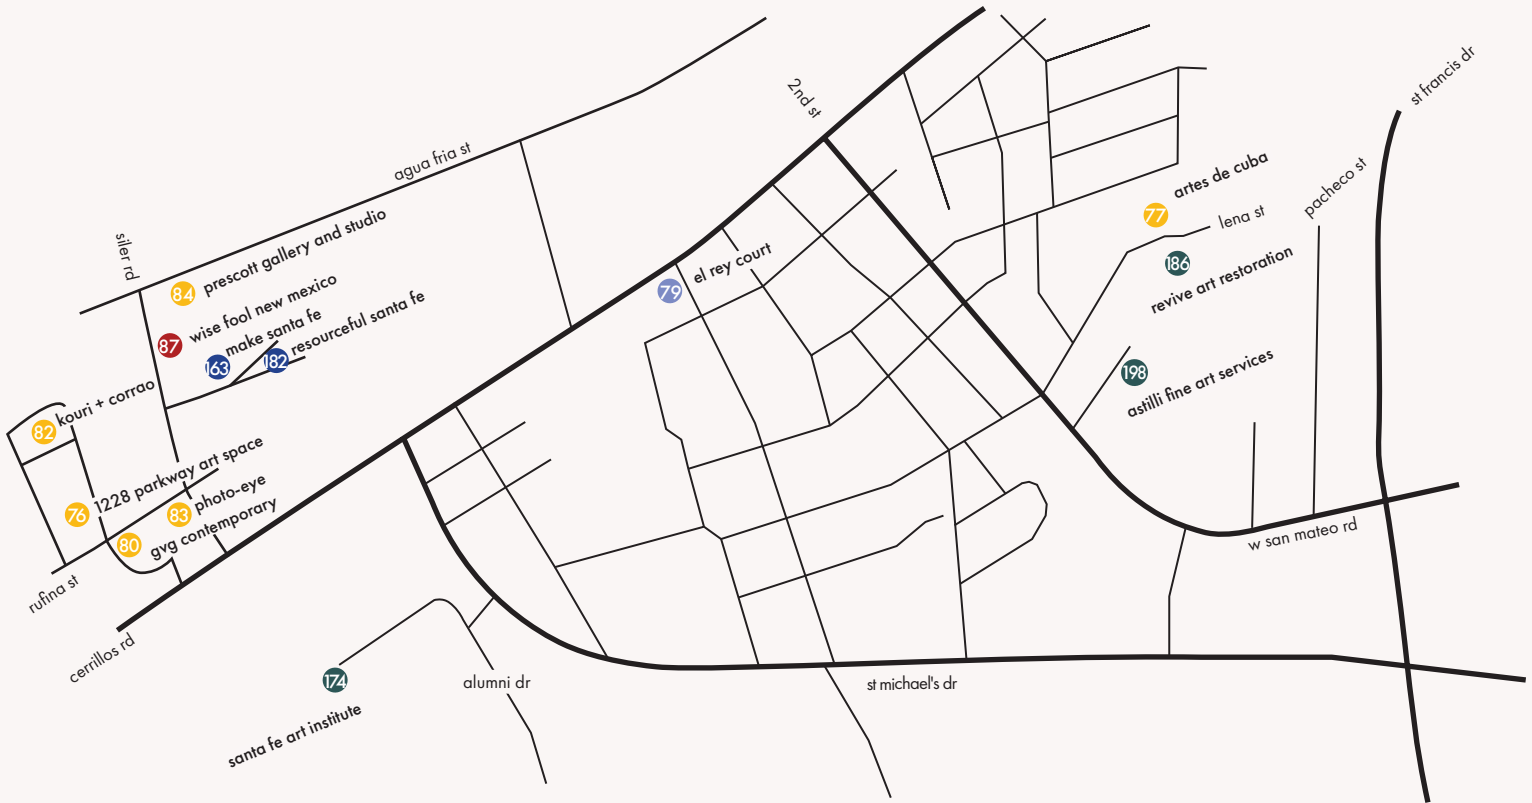 st francis dr
2nd st
agua fria st
siler rd
pacheco st
artes de cuba
77
lena st
186
revive art restoration
84
prescott gallery and studio
87
wise fool new mexico
163
make santa fe
182
resourceful santa fe
79
el rey court
198
astilli fine art services
82
kouri + corrao
76
1228 parkway art space
83
photo-eye
80
gvg contemporary
rufina st
cerrillos rd
w san mateo rd
174
santa fe art institute
alumni dr
st michael's dr